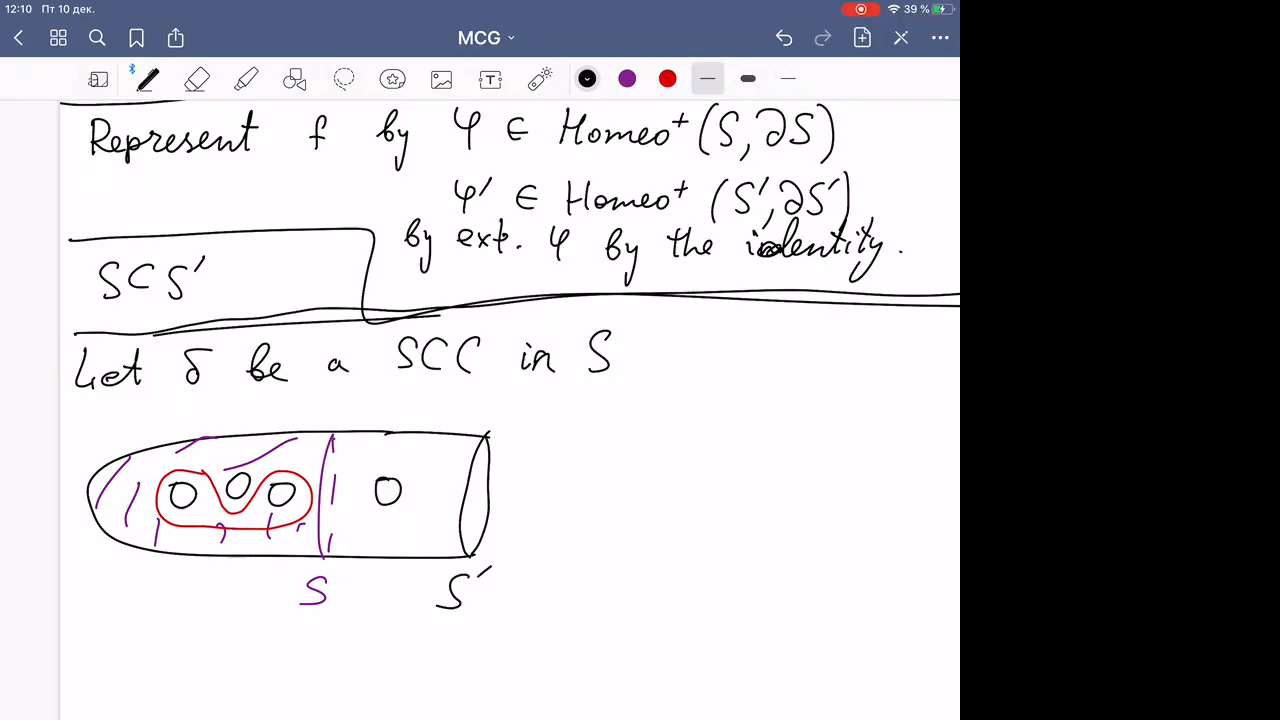 12:10 Пт 10 дек.
39 %
MCG
Represent f by φ ∈ Homeo⁺(S, ∂S)
φ' ∈ Homeo⁺ (S', ∂S')
by ext. φ by the identity.
S ⊂ S'
Let δ be a SCC in S
S
S'